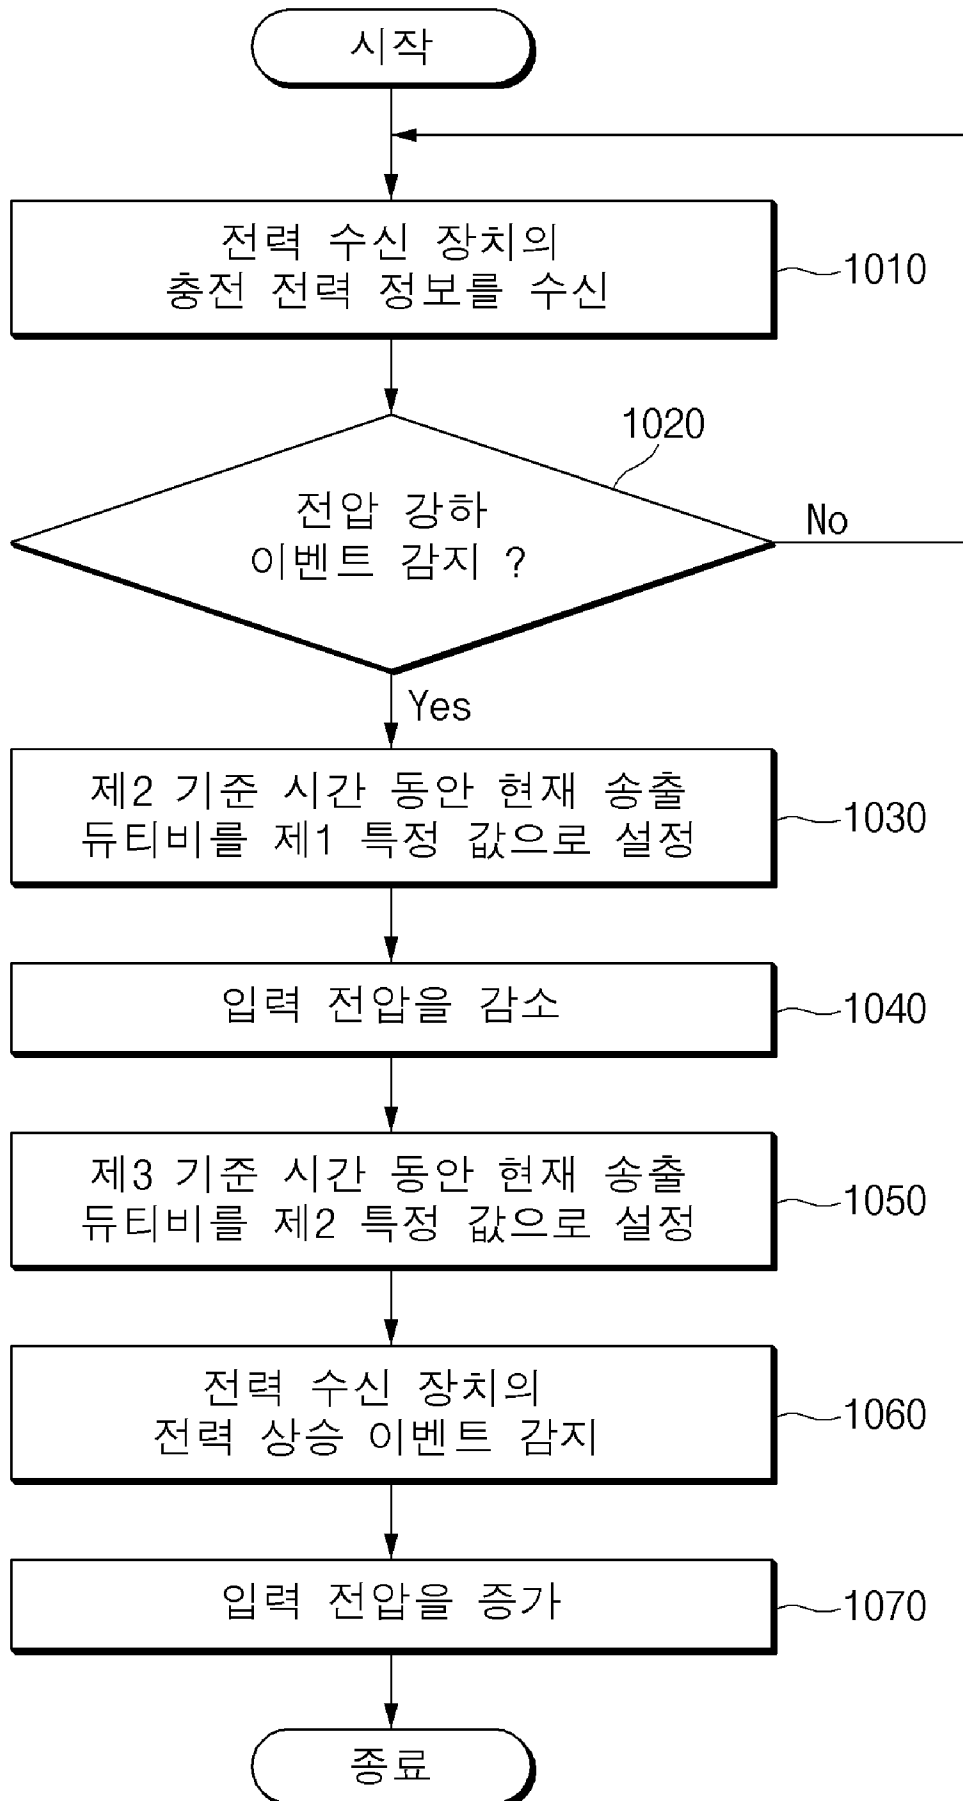 시작
전력 수신 장치의
충전 전력 정보를 수신
1010
1020
전압 강하
이벤트 감지 ?
No
Yes
제2 기준 시간 동안 현재 송출
듀티비를 제1 특정 값으로 설정
1030
입력 전압을 감소
1040
제3 기준 시간 동안 현재 송출
듀티비를 제2 특정 값으로 설정
1050
전력 수신 장치의
전력 상승 이벤트 감지
1060
입력 전압을 증가
1070
종료